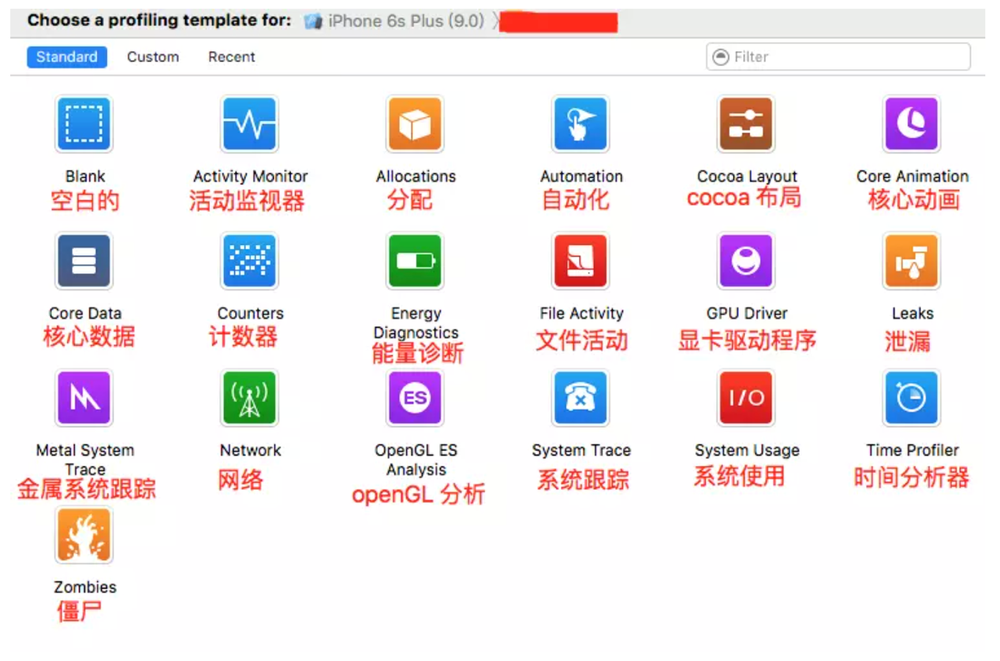 Choose a profiling template for: iPhone 6s Plus (9.0)
Standard Custom Recent Filter
Blank Activity Monitor Allocations Automation Cocoa Layout Core Animation
空白的 活动监视器 分配 自动化 cocoa 布局 核心动画
Core Data Counters Energy File Activity GPU Driver Leaks
Diagnostics
核心数据 计数器 能量诊断 文件活动 显卡驱动程序 泄漏
ES I/O
Metal System Network OpenGL ES System Trace System Usage Time Profiler
Trace Analysis
金属系统跟踪 网络 openGL 分析 系统跟踪 系统使用 时间分析器
Zombies
僵尸